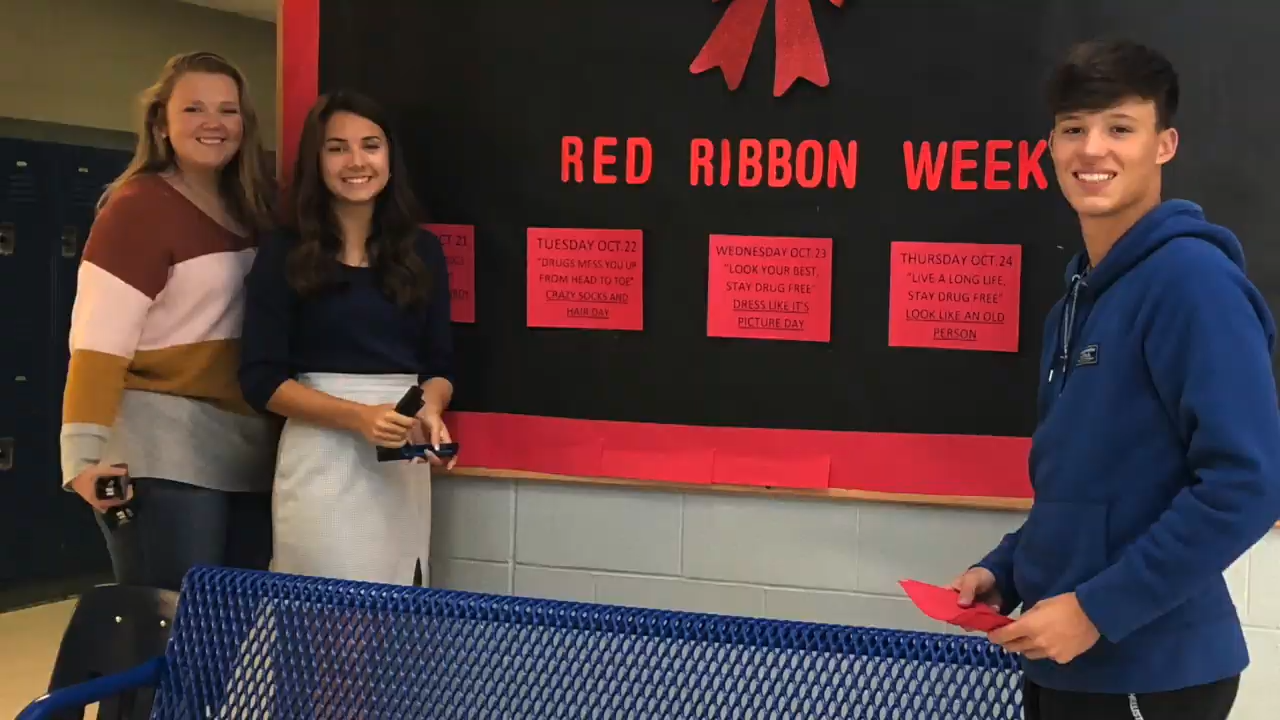 RED RIBBON WEEK
OCT 21
TUESDAY OCT 22
"DRUGS MESS YOU UP
FROM HEAD TO TOE"
CRAZY SOCKS AND
HAIR DAY
WEDNESDAY OCT 23
"LOOK YOUR BEST,
STAY DRUG FREE"
DRESS LIKE IT'S
PICTURE DAY
THURSDAY OCT 24
"LIVE A LONG LIFE,
STAY DRUG FREE"
LOOK LIKE AN OLD
PERSON